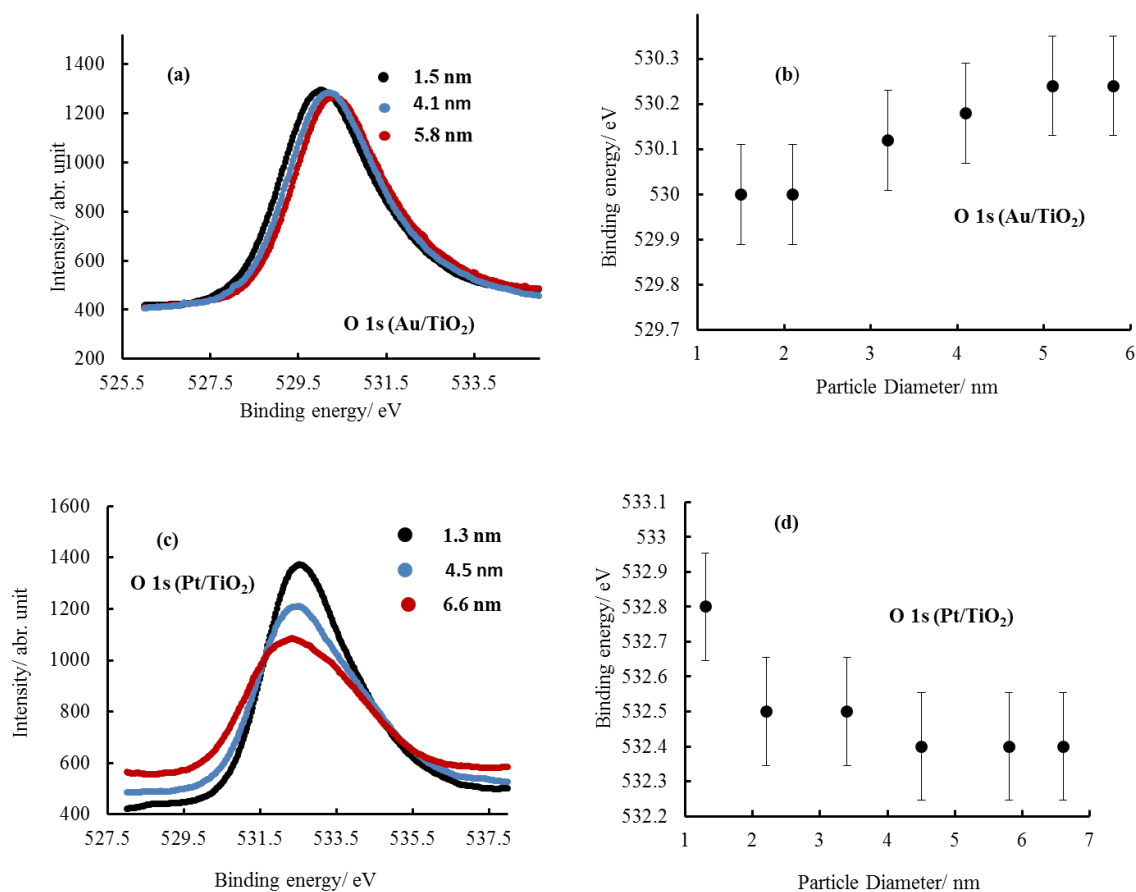 (a)
1.5 nm
4.1 nm
5.8 nm
1400
1200
1000
800
600
400
200
Intensity/ abr. unit
O 1s (Au/TiO₂)
525.5 527.5 529.5 531.5 533.5
Binding energy/ eV
(b)
530.3
530.2
530.1
530
529.9
529.8
529.7
Binding energy/ eV
O 1s (Au/TiO₂)
1 2 3 4 5 6
Particle Diameter/ nm
(c)
O 1s (Pt/TiO₂)
1.3 nm
4.5 nm
6.6 nm
1600
1400
1200
1000
800
600
400
Intensity/ abr. unit
527.5 529.5 531.5 533.5 535.5 537.5
Binding energy/ eV
(d)
533.1
533
532.9
532.8
532.7
532.6
532.5
532.4
532.3
532.2
Binding energy/ eV
O 1s (Pt/TiO₂)
1 2 3 4 5 6 7
Particle Diameter/ nm